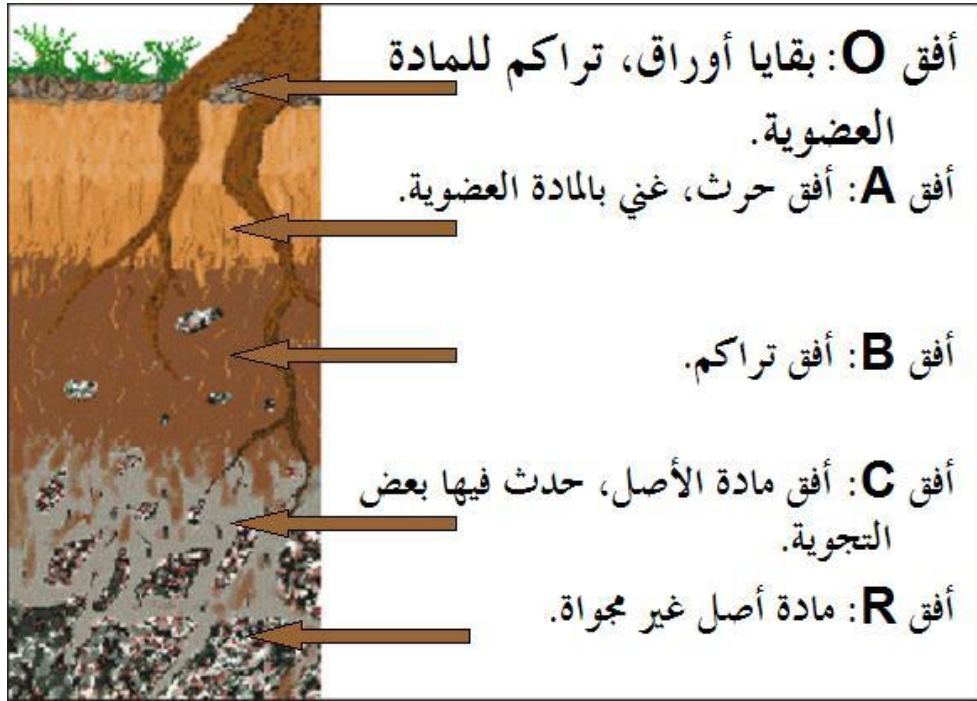 أفق O: بقايا أوراق، تراكم للمادة
العضوية.
أفق A: أفق حرث، غني بالمادة العضوية.
أفق B: أفق تراكم.
أفق C: أفق مادة الأصل، حدث فيها بعض
التجوية.
أفق R: مادة أصل غير مجواة.